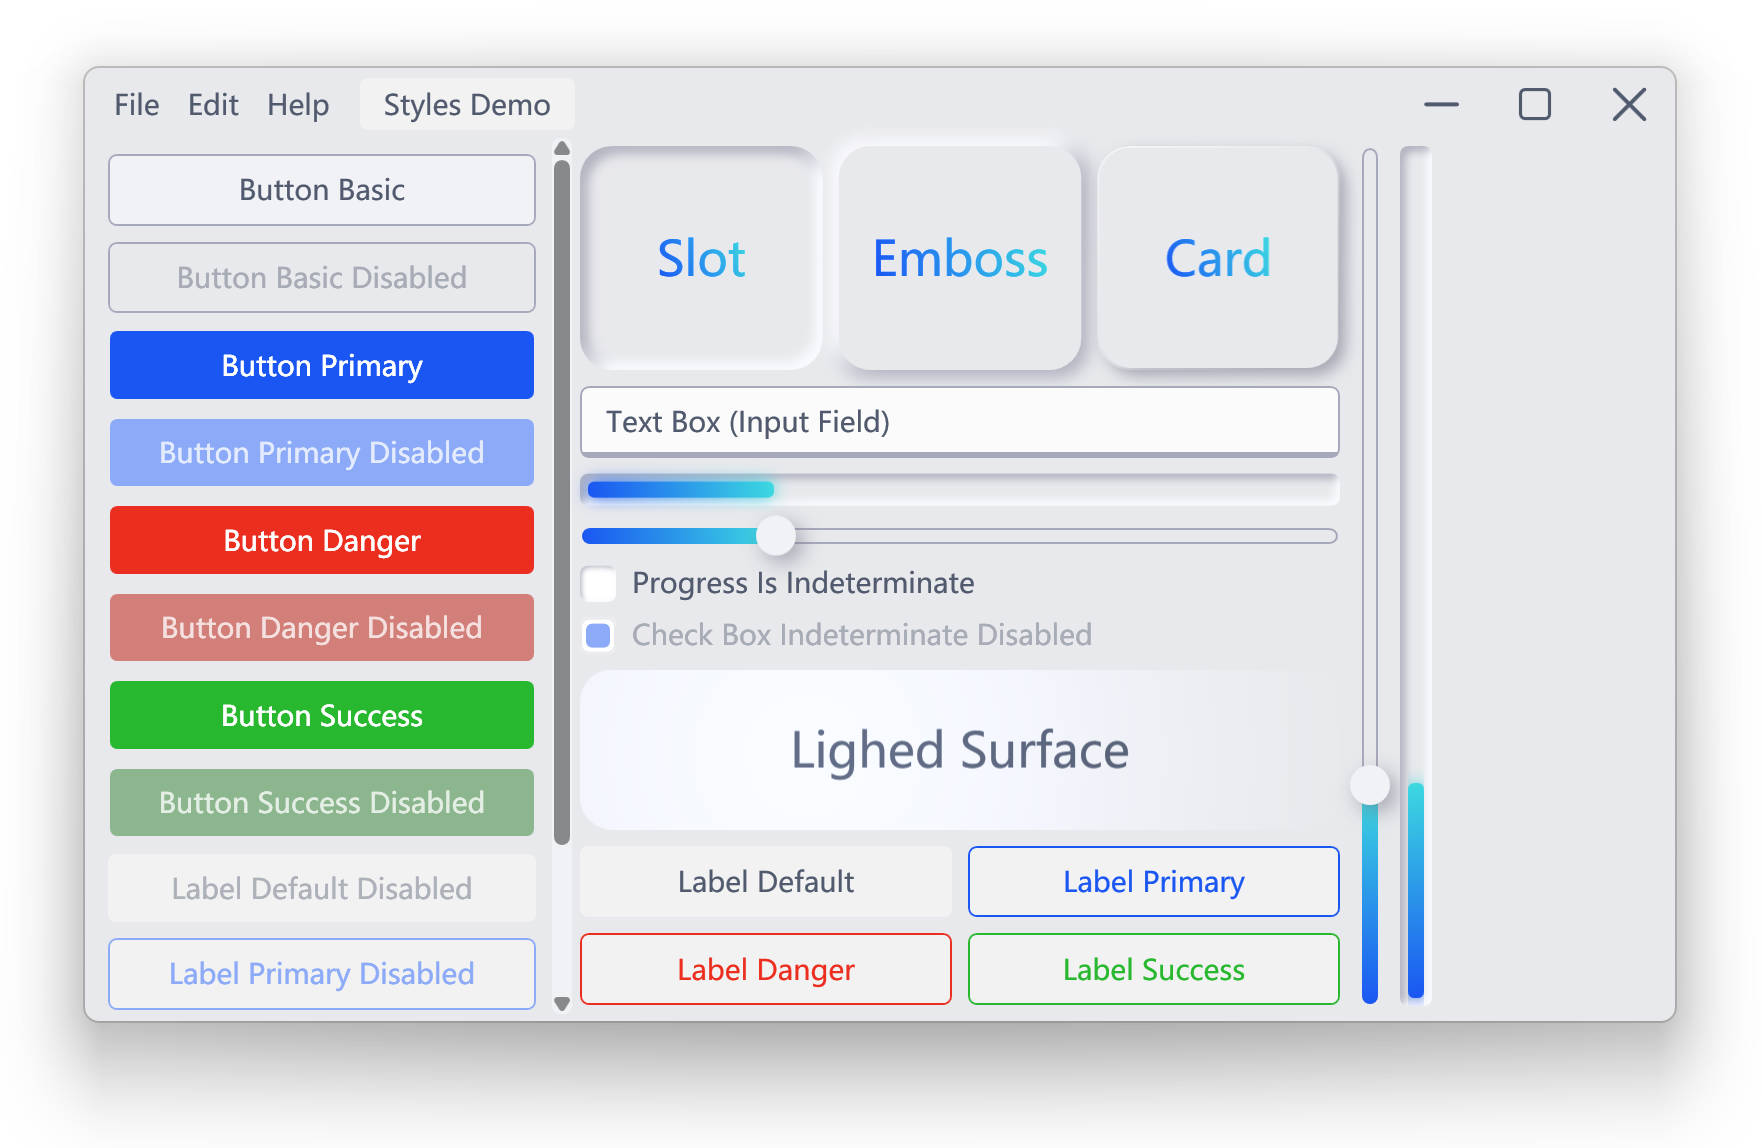 File Edit Help Styles Demo
Button Basic
Button Basic Disabled
Button Primary
Button Primary Disabled
Button Danger
Button Danger Disabled
Button Success
Button Success Disabled
Label Default Disabled
Label Primary Disabled
Slot Emboss Card
Text Box (Input Field)
Progress Is Indeterminate
Check Box Indeterminate Disabled
Lighed Surface
Label Default Label Primary
Label Danger Label Success